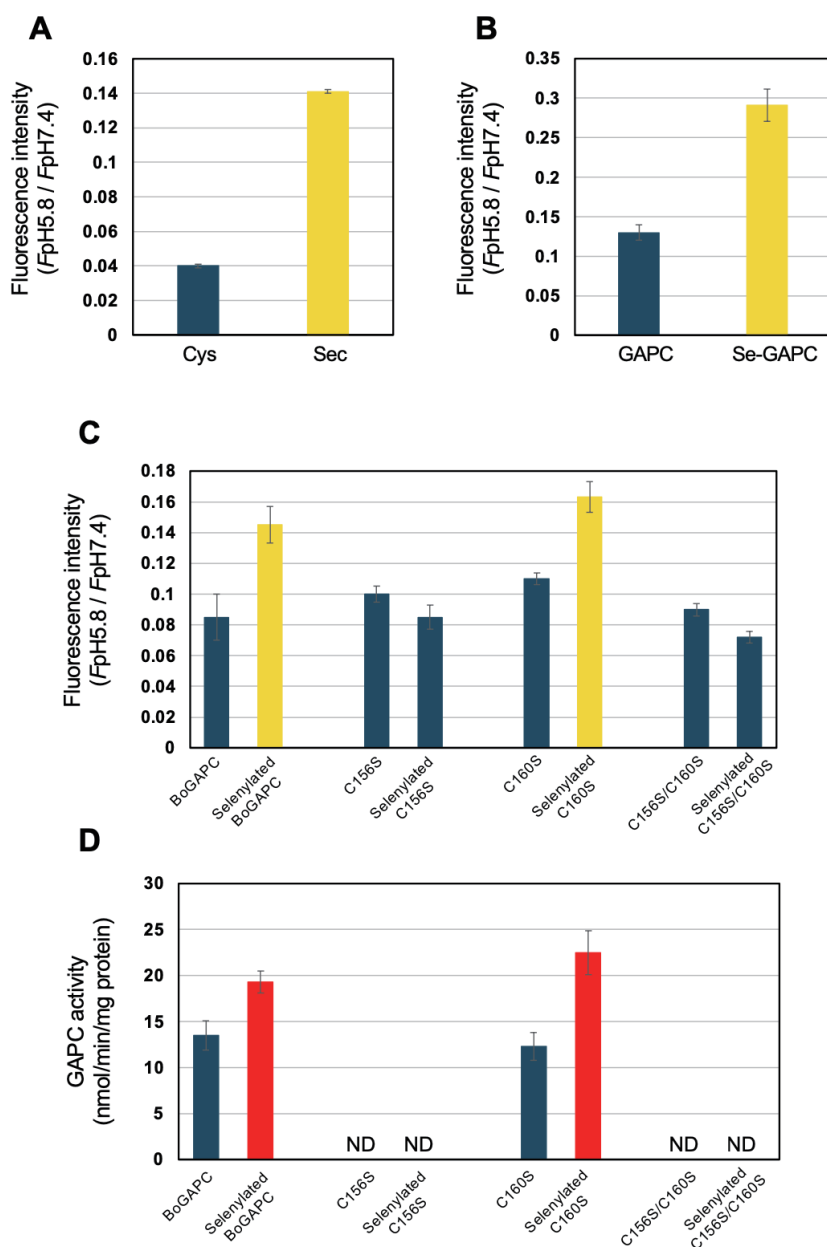 A
Fluorescence intensity
(FpH5.8 / FpH7.4)
0.16
0.14
0.12
0.1
0.08
0.06
0.04
0.02
0
Cys
Sec
B
Fluorescence intensity
(FpH5.8 / FpH7.4)
0.35
0.3
0.25
0.2
0.15
0.1
0.05
0
GAPC
Se-GAPC
C
Fluorescence intensity
(FpH5.8 / FpH7.4)
0.18
0.16
0.14
0.12
0.1
0.08
0.06
0.04
0.02
0
BoGAPC
Selenylated
BoGAPC
C156S
Selenylated
C156S
C160S
Selenylated
C160S
C156S/C160S
Selenylated
C156S/C160S
D
GAPC activity
(nmol/min/mg protein)
30
25
20
15
10
5
0
ND
ND
ND
ND
BoGAPC
Selenylated
BoGAPC
C156S
Selenylated
C156S
C160S
Selenylated
C160S
C156S/C160S
Selenylated
C156S/C160S